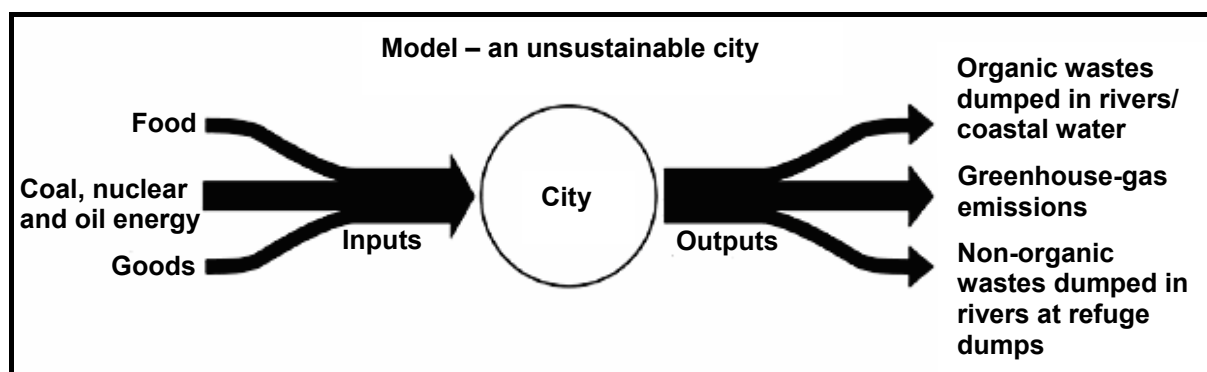 Model – an unsustainable city
Food
Coal, nuclear
and oil energy
Goods
Inputs
City
Outputs
Organic wastes
dumped in rivers/
coastal water
Greenhouse-gas
emissions
Non-organic
wastes dumped in
rivers at refuge
dumps